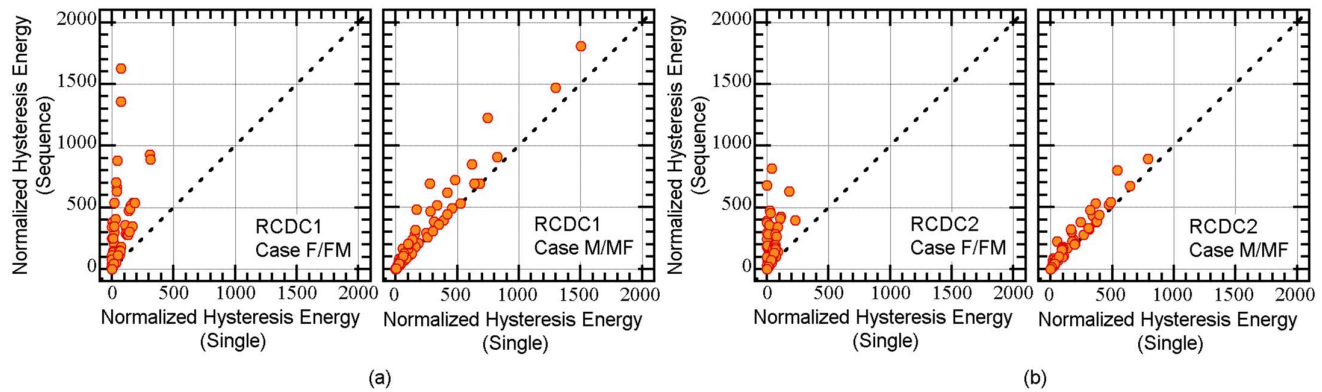 Normalized Hysteresis Energy
(Sequence)
2000
1500
1000
500
0
RCDC1
Case F/FM
0 500 1000 1500 2000
Normalized Hysteresis Energy
(Single)
RCDC1
Case M/MF
0 500 1000 1500 2000
Normalized Hysteresis Energy
(Single)
(a)
Normalized Hysteresis Energy
(Sequence)
2000
1500
1000
500
0
RCDC2
Case F/FM
0 500 1000 1500 2000
Normalized Hysteresis Energy
(Single)
RCDC2
Case M/MF
0 500 1000 1500 2000
Normalized Hysteresis Energy
(Single)
(b)